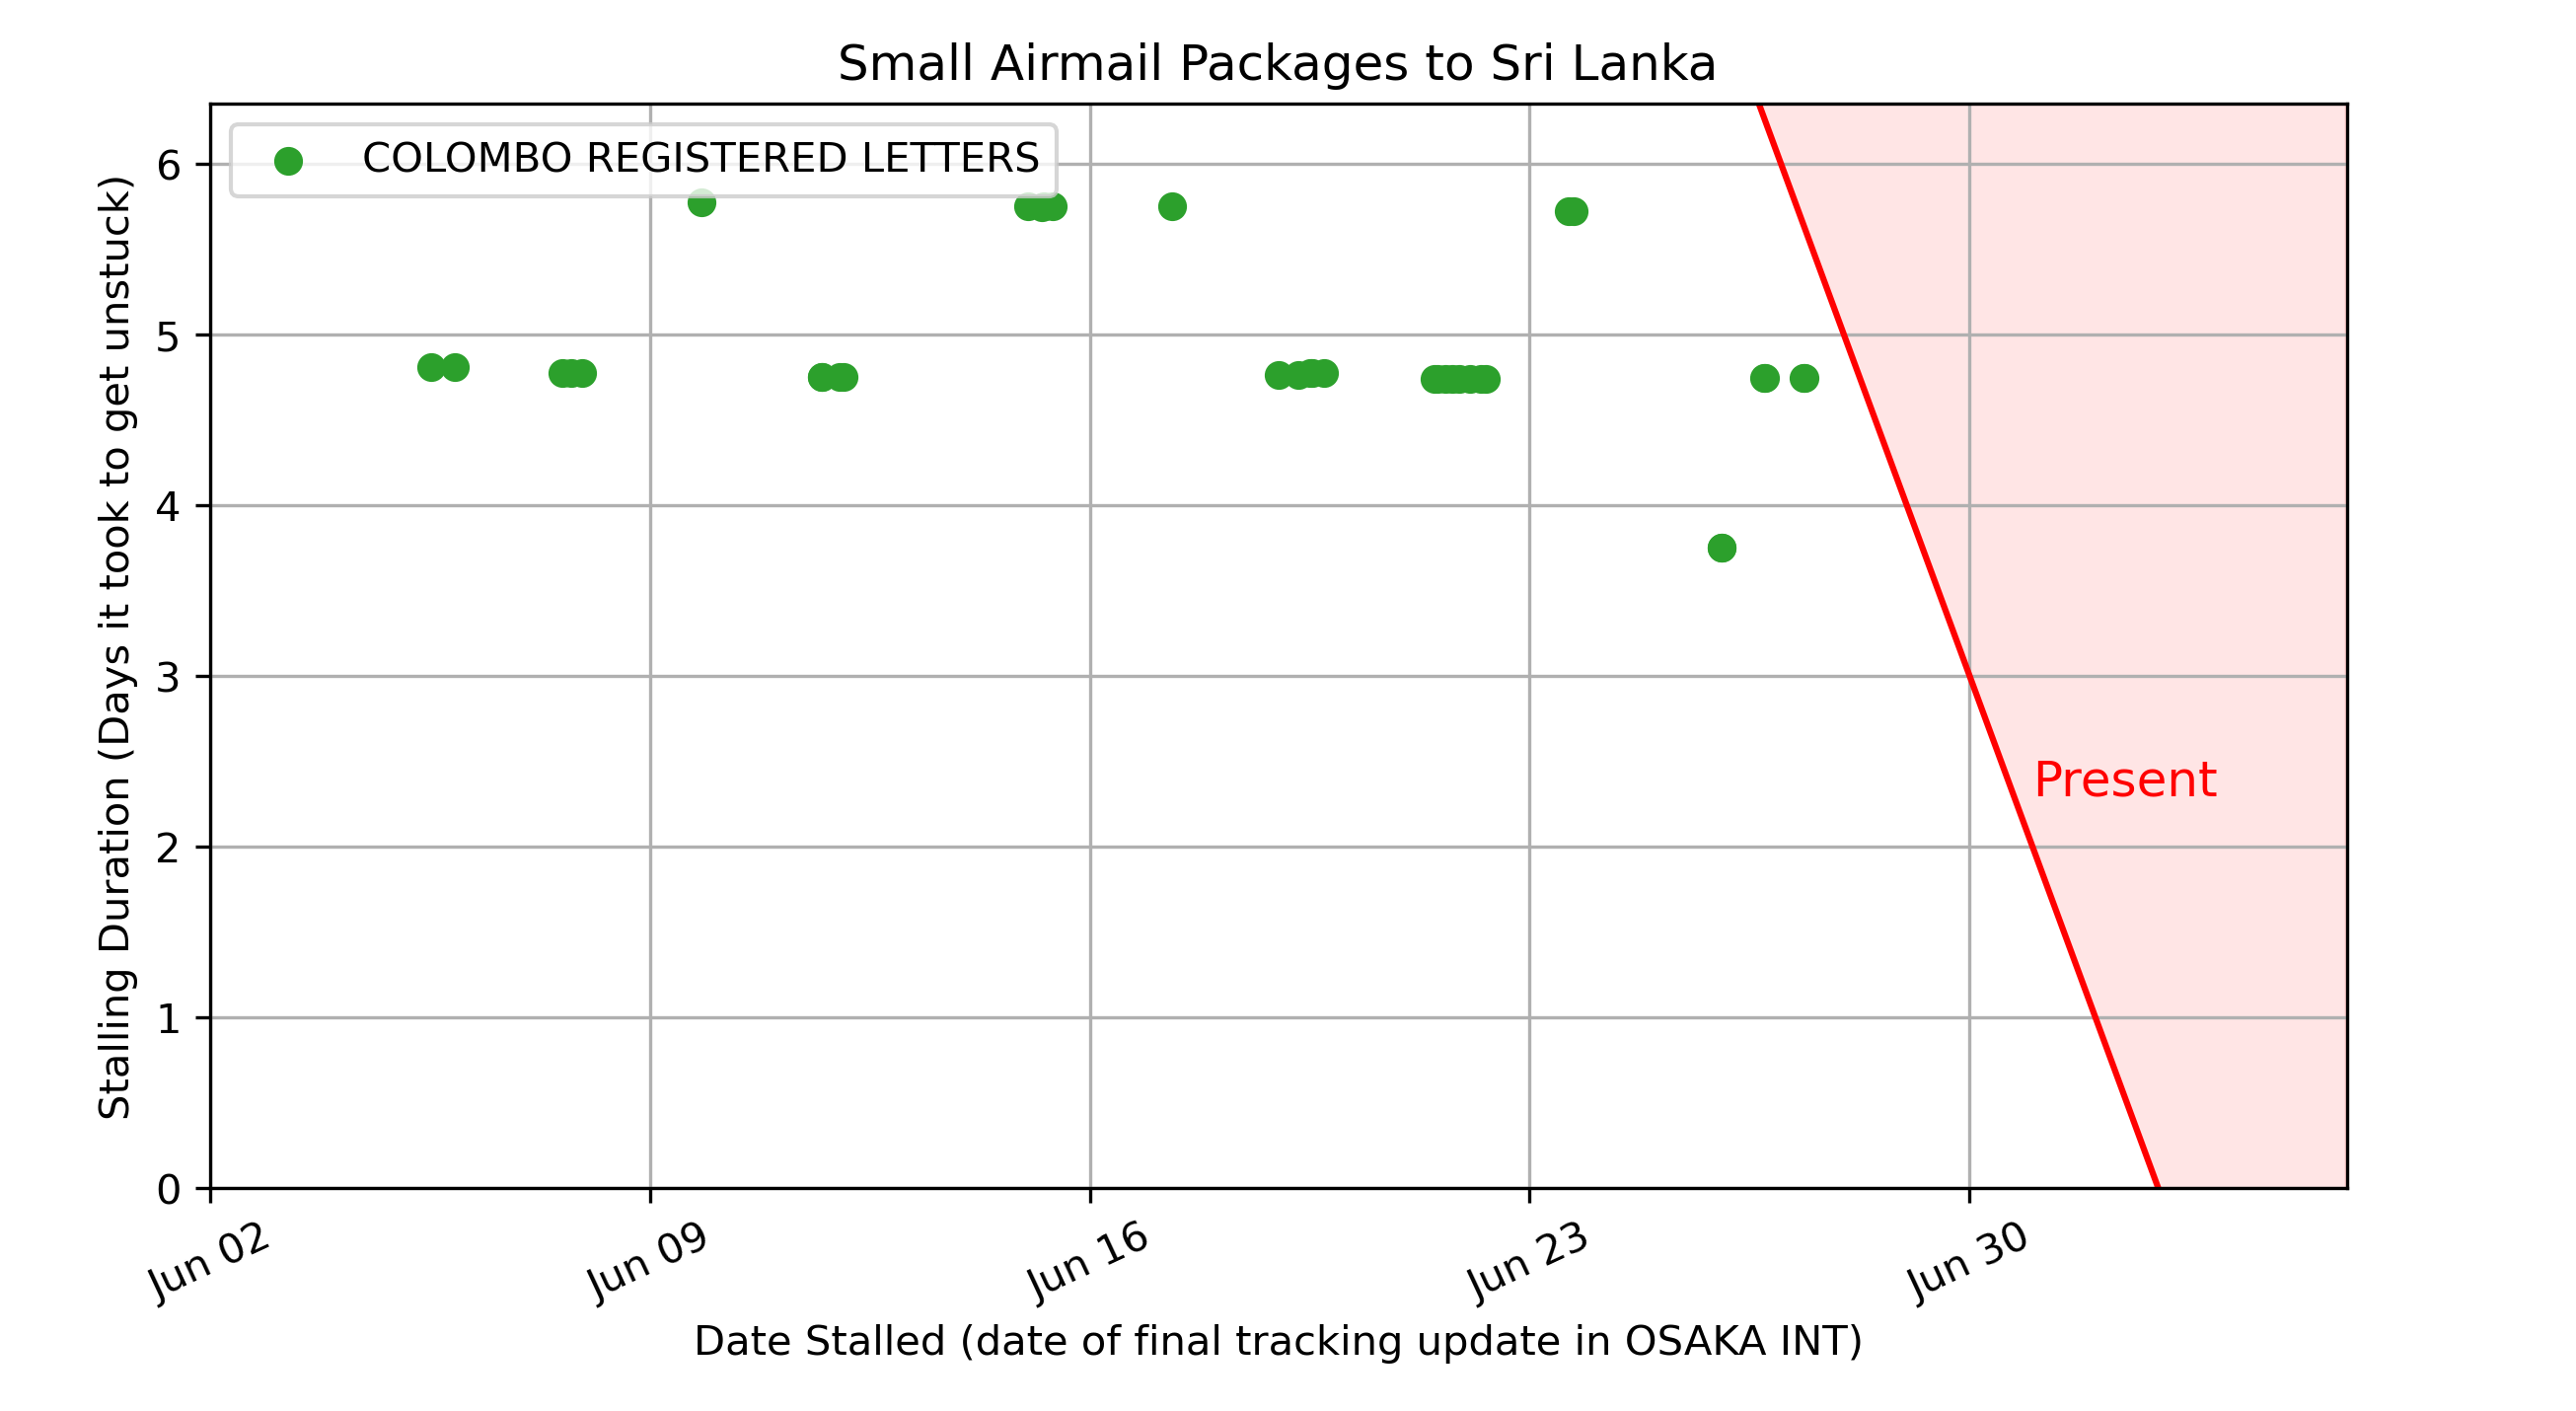 Small Airmail Packages to Sri Lanka
COLOMBO REGISTERED LETTERS
Stalling Duration (Days it took to get unstuck)
6
5
4
3
2
1
0
Present
Jun 02
Jun 09
Jun 16
Jun 23
Jun 30
Date Stalled (date of final tracking update in OSAKA INT)